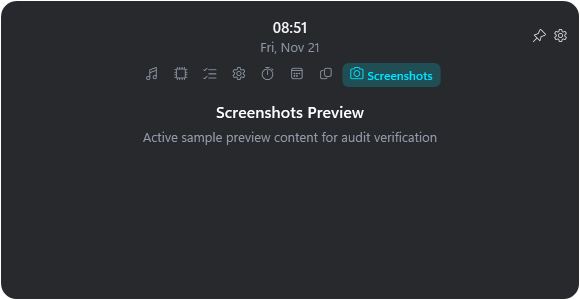 08:51
Fri, Nov 21
Screenshots
Screenshots Preview
Active sample preview content for audit verification